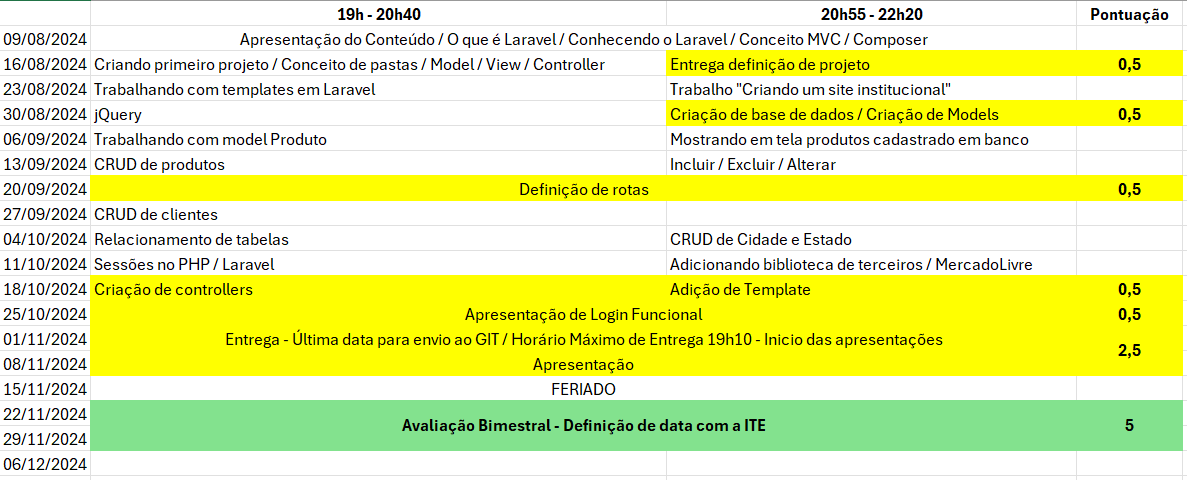 19h - 20h40 20h55 - 22h20 Pontuação
09/08/2024 Apresentação do Conteúdo / O que é Laravel / Conhecendo o Laravel / Conceito MVC / Composer
16/08/2024 Criando primeiro projeto / Conceito de pastas / Model / View / Controller Entrega definição de projeto 0,5
23/08/2024 Trabalhando com templates em Laravel Trabalho "Criando um site institucional"
30/08/2024 jQuery Criação de base de dados / Criação de Models 0,5
06/09/2024 Trabalhando com model Produto Mostrando em tela produtos cadastrado em banco
13/09/2024 CRUD de produtos Incluir / Excluir / Alterar
20/09/2024 Definição de rotas 0,5
27/09/2024 CRUD de clientes
04/10/2024 Relacionamento de tabelas CRUD de Cidade e Estado
11/10/2024 Sessões no PHP / Laravel Adicionando biblioteca de terceiros / MercadoLivre
18/10/2024 Criação de controllers Adição de Template 0,5
25/10/2024 Apresentação de Login Funcional 0,5
01/11/2024 Entrega - Última data para envio ao GIT / Horário Máximo de Entrega 19h10 - Inicio das apresentações
2,5
08/11/2024 Apresentação
15/11/2024 FERIADO
22/11/2024
Avaliação Bimestral - Definição de data com a ITE 5
29/11/2024
06/12/2024